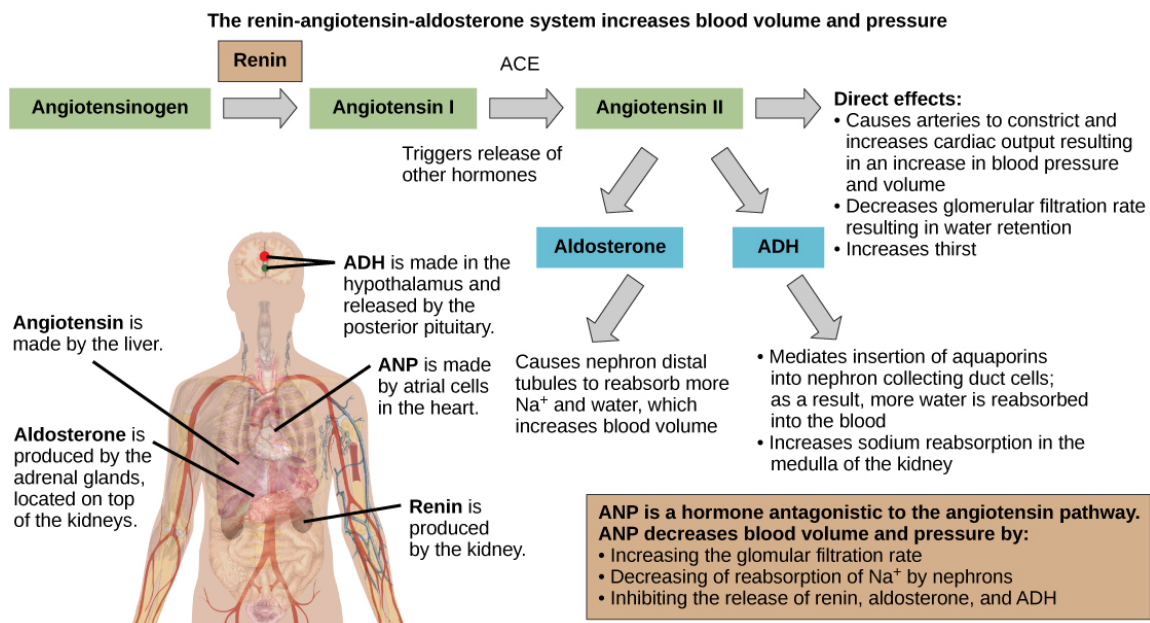 The renin-angiotensin-aldosterone system increases blood volume and pressure
Renin
ACE
Angiotensinogen
Angiotensin I
Angiotensin II
Triggers release of
other hormones
Direct effects:
• Causes arteries to constrict and
increases cardiac output resulting
in an increase in blood pressure
and volume
• Decreases glomerular filtration rate
resulting in water retention
• Increases thirst
Aldosterone
ADH
Causes nephron distal
tubules to reabsorb more
Na⁺ and water, which
increases blood volume
• Mediates insertion of aquaporins
into nephron collecting duct cells;
as a result, more water is reabsorbed
into the blood
• Increases sodium reabsorption in the
medulla of the kidney
ADH is made in the
hypothalamus and
released by the
posterior pituitary.
Angiotensin is
made by the liver.
ANP is made
by atrial cells
in the heart.
Aldosterone is
produced by the
adrenal glands,
located on top
of the kidneys.
Renin is
produced
by the kidney.
ANP is a hormone antagonistic to the angiotensin pathway.
ANP decreases blood volume and pressure by:
• Increasing the glomular filtration rate
• Decreasing of reabsorption of Na⁺ by nephrons
• Inhibiting the release of renin, aldosterone, and ADH